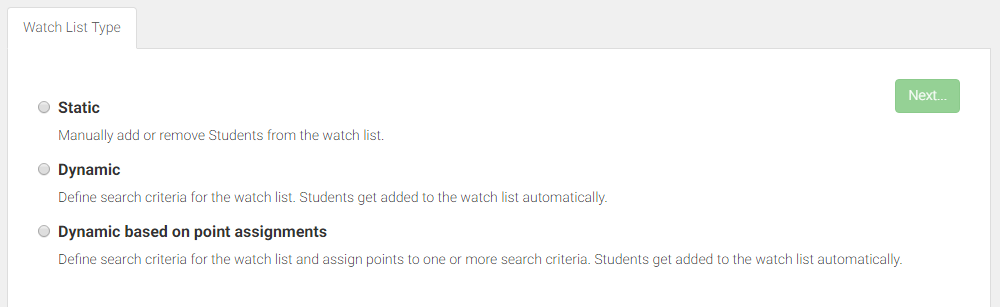 Watch List Type
Next...
Static
Manually add or remove Students from the watch list.
Dynamic
Define search criteria for the watch list. Students get added to the watch list automatically.
Dynamic based on point assignments
Define search criteria for the watch list and assign points to one or more search criteria. Students get added to the watch list automatically.